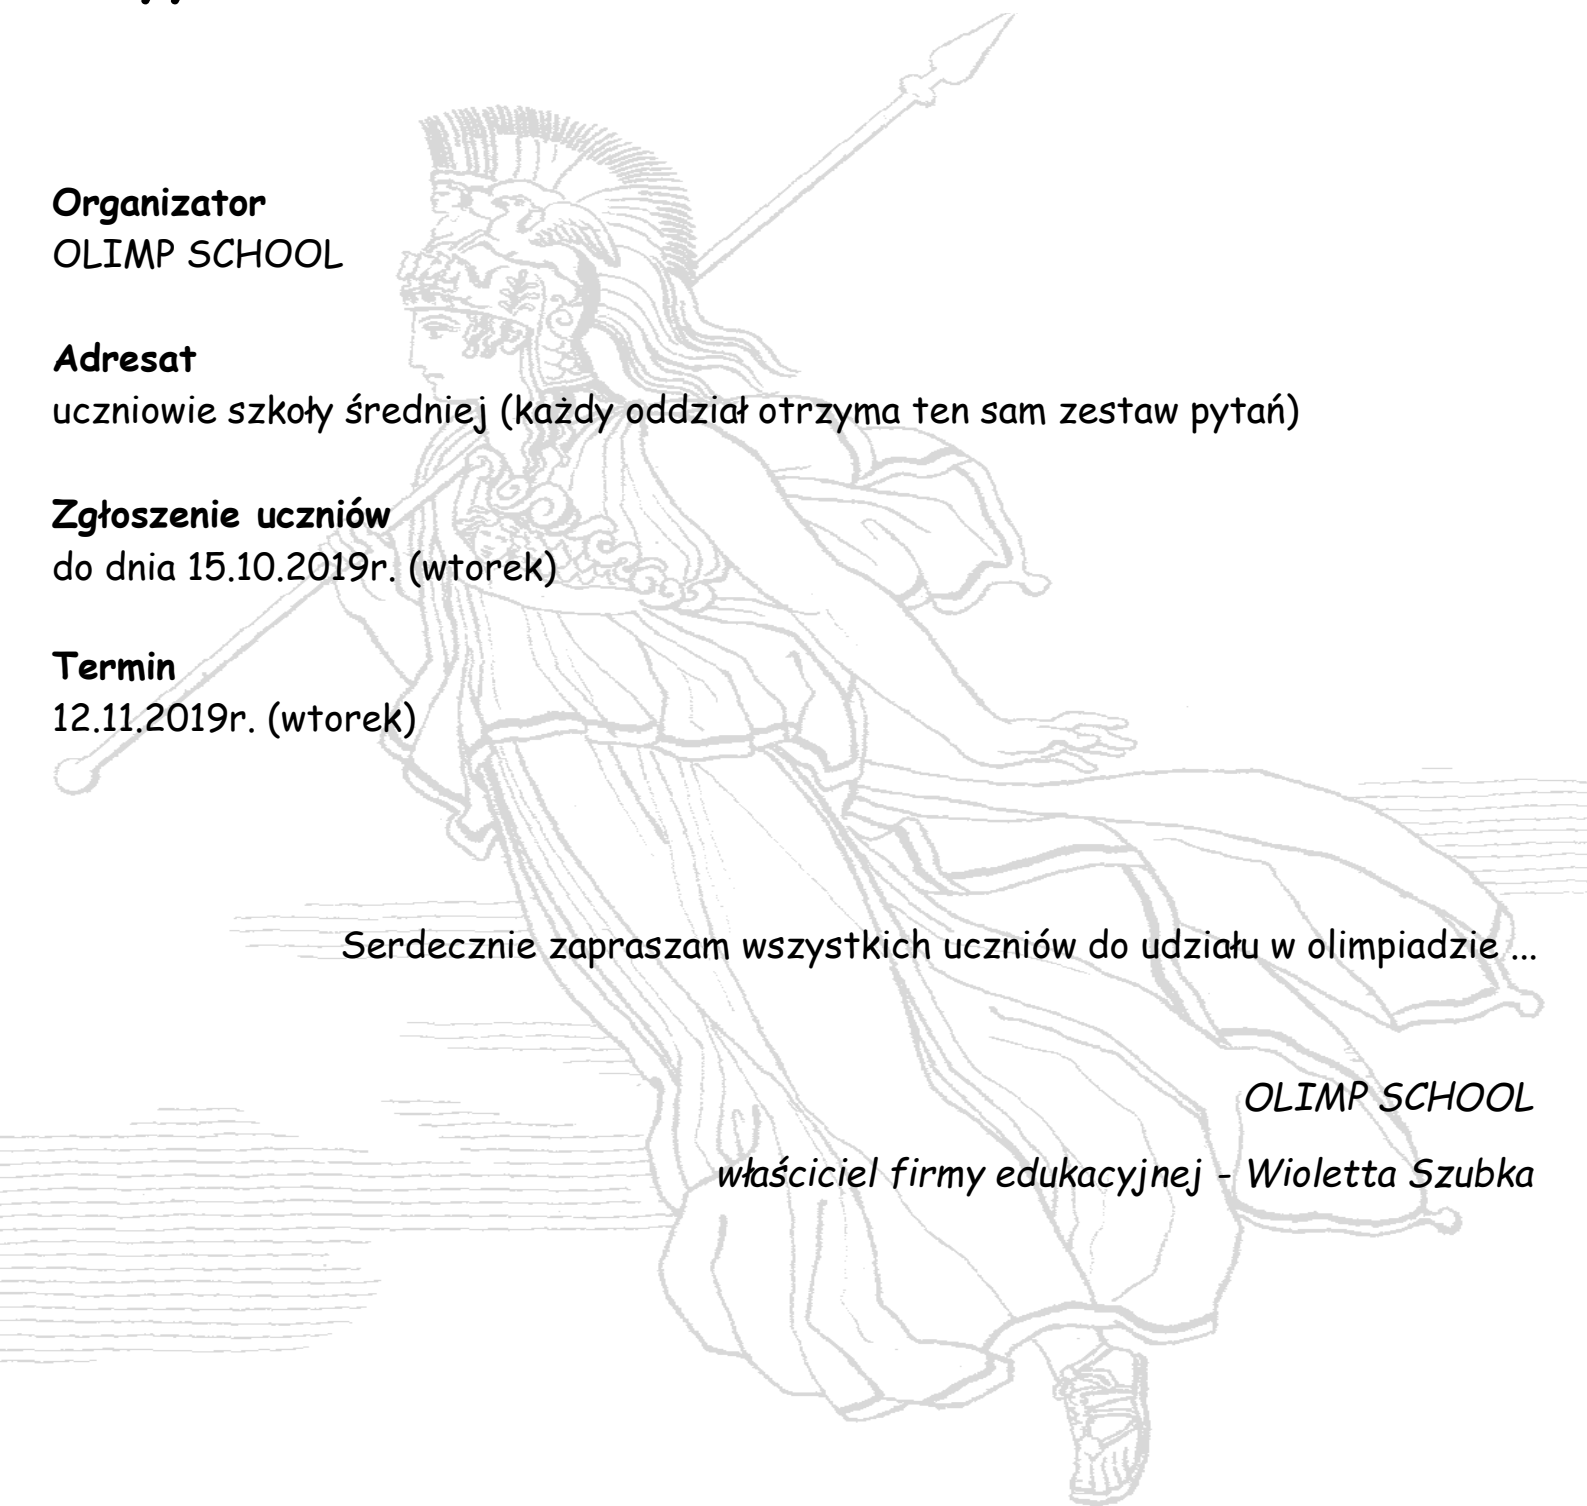 Organizator
OLIMP SCHOOL
Adresat
uczniowie szkoły średniej (każdy oddział otrzyma ten sam zestaw pytań)
Zgłoszenie uczniów
do dnia 15.10.2019r. (wtorek)
Termin
12.11.2019r. (wtorek)
Serdecznie zapraszam wszystkich uczniów do udziału w olimpiadzie ...
OLIMP SCHOOL
właściciel firmy edukacyjnej - Wioletta Szubka